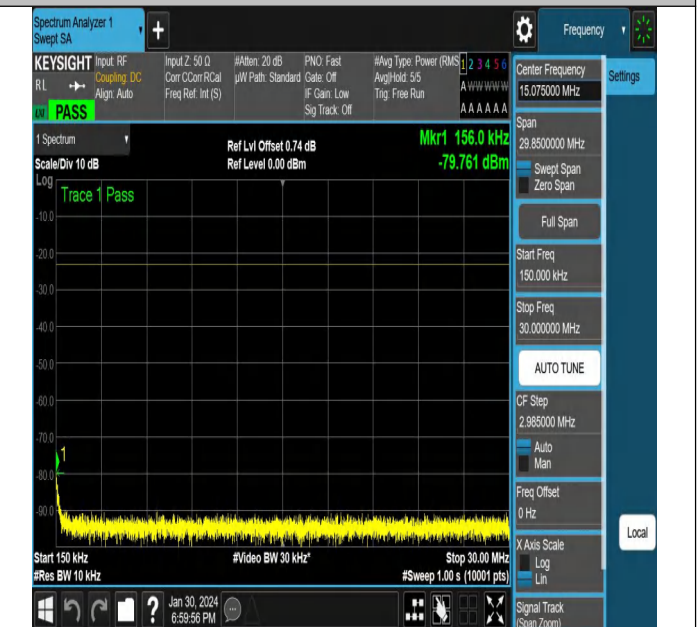 Spectrum Analyzer 1
Swept SA
+
Frequency
KEYSIGHT
RL
PASS
Input: RF
Coupling: DC
Align: Auto
Input Z: 50 Ω
Corr CCorr RCal
Freq Ref: Int (S)
#Atten: 20 dB
µW Path: Standard
PNO: Fast
Gate: Off
IF Gain: Low
Sig Track: Off
#Avg Type: Power (RMS
Avg|Hold: 5/5
Trig: Free Run
1 2 3 4 5 6
A W W W W W
A A A A A A
1 Spectrum
Scale/Div 10 dB
Ref Lvl Offset 0.74 dB
Ref Level 0.00 dBm
Mkr1 156.0 kHz
-79.761 dBm
Log
Trace 1 Pass
-10.0
-20.0
-30.0
-40.0
-50.0
-60.0
-70.0
1
-80.0
-90.0
Start 150 kHz
#Res BW 10 kHz
#Video BW 30 kHz*
Stop 30.00 MHz
#Sweep 1.00 s (10001 pts)
?
Jan 30, 2024
6:59:56 PM
Center Frequency
15.075000 MHz
Settings
Span
29.8500000 MHz
Swept Span
Zero Span
Full Span
Start Freq
150.000 kHz
Stop Freq
30.000000 MHz
AUTO TUNE
CF Step
2.985000 MHz
Auto
Man
Freq Offset
0 Hz
Local
X Axis Scale
Log
Lin
Signal Track
(Span Zoom)